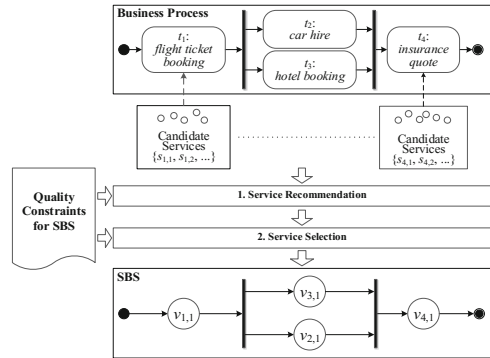 Business Process
t1:
flight ticket
booking
t2:
car hire
t3:
hotel booking
t4:
insurance
quote
Candidate
Services
{s1,1, s1,2, ...}
Candidate
Services
{s4,1, s4,2, ...}
Quality
Constraints
for SBS
1. Service Recommendation
2. Service Selection
SBS
v1,1
v3,1
v2,1
v4,1